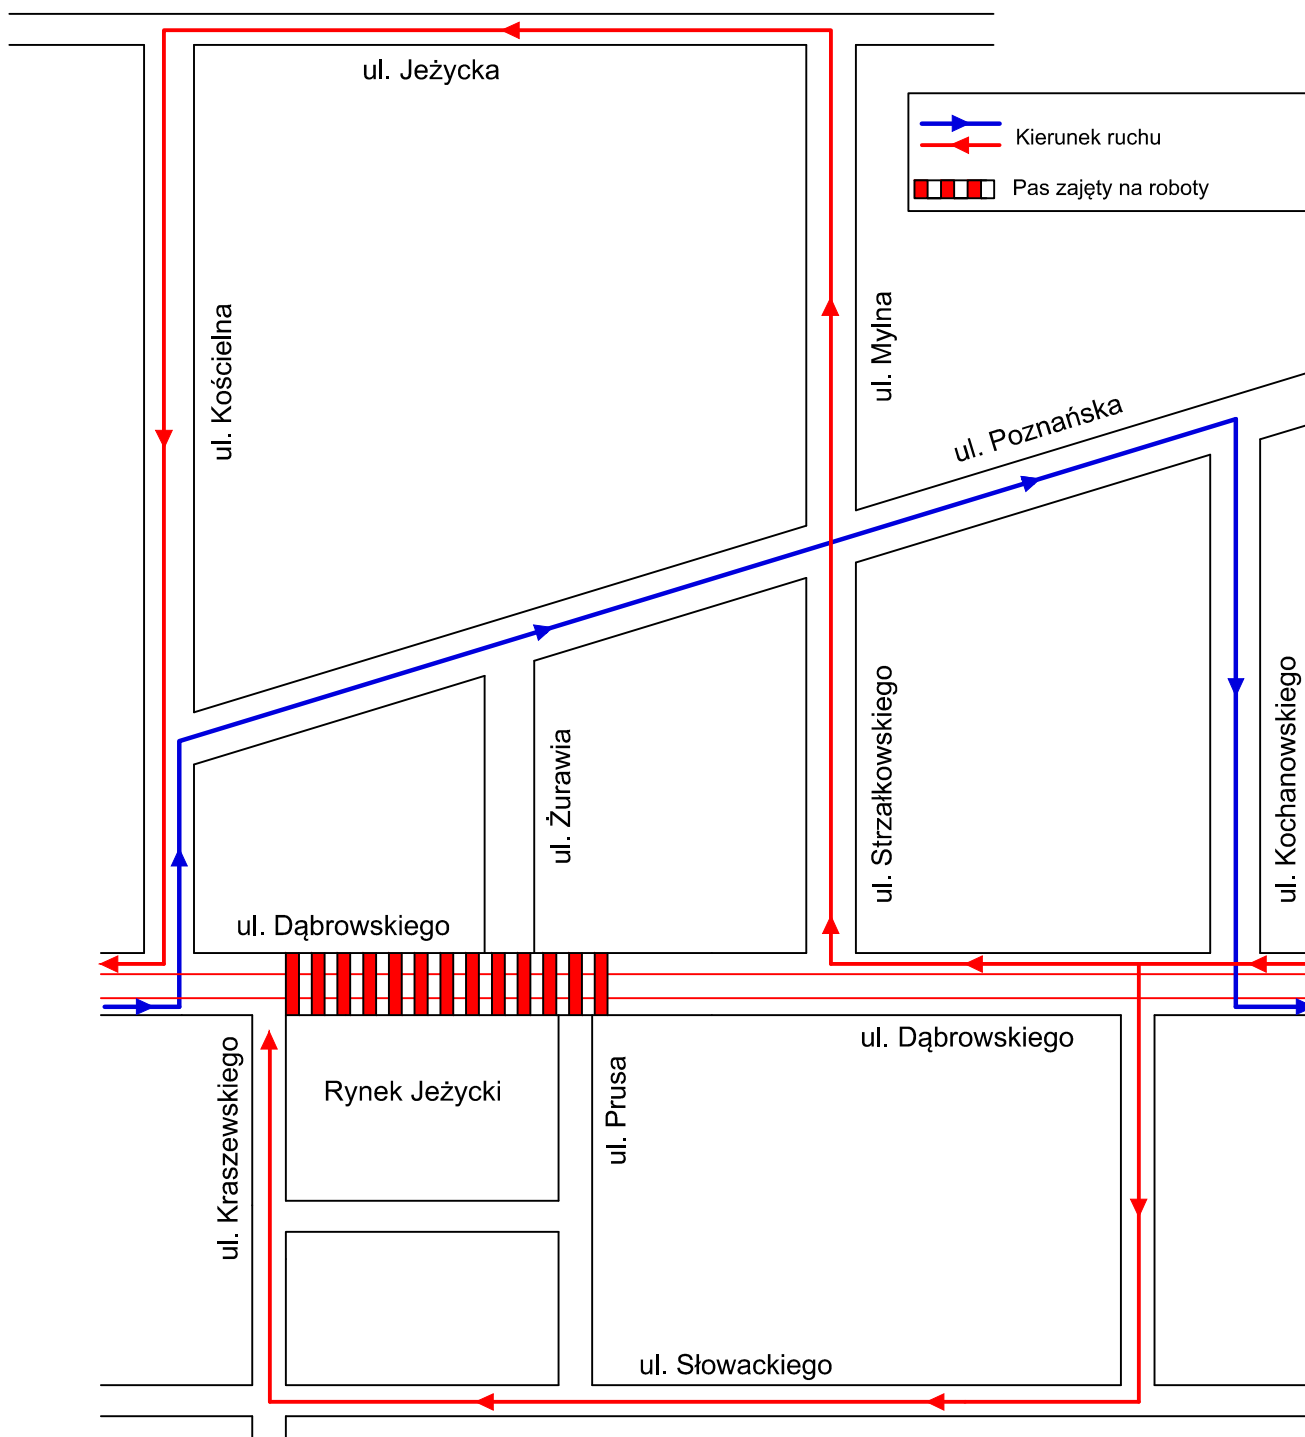 ul. Jeżycka
Kierunek ruchu
Pas zajęty na roboty
ul. Kościelna
ul. Mylna
ul. Poznańska
ul. Żurawia
ul. Strzałkowskiego
ul. Kochanowskiego
ul. Dąbrowskiego
ul. Dąbrowskiego
ul. Kraszewskiego
Rynek Jeżycki
ul. Prusa
ul. Słowackiego